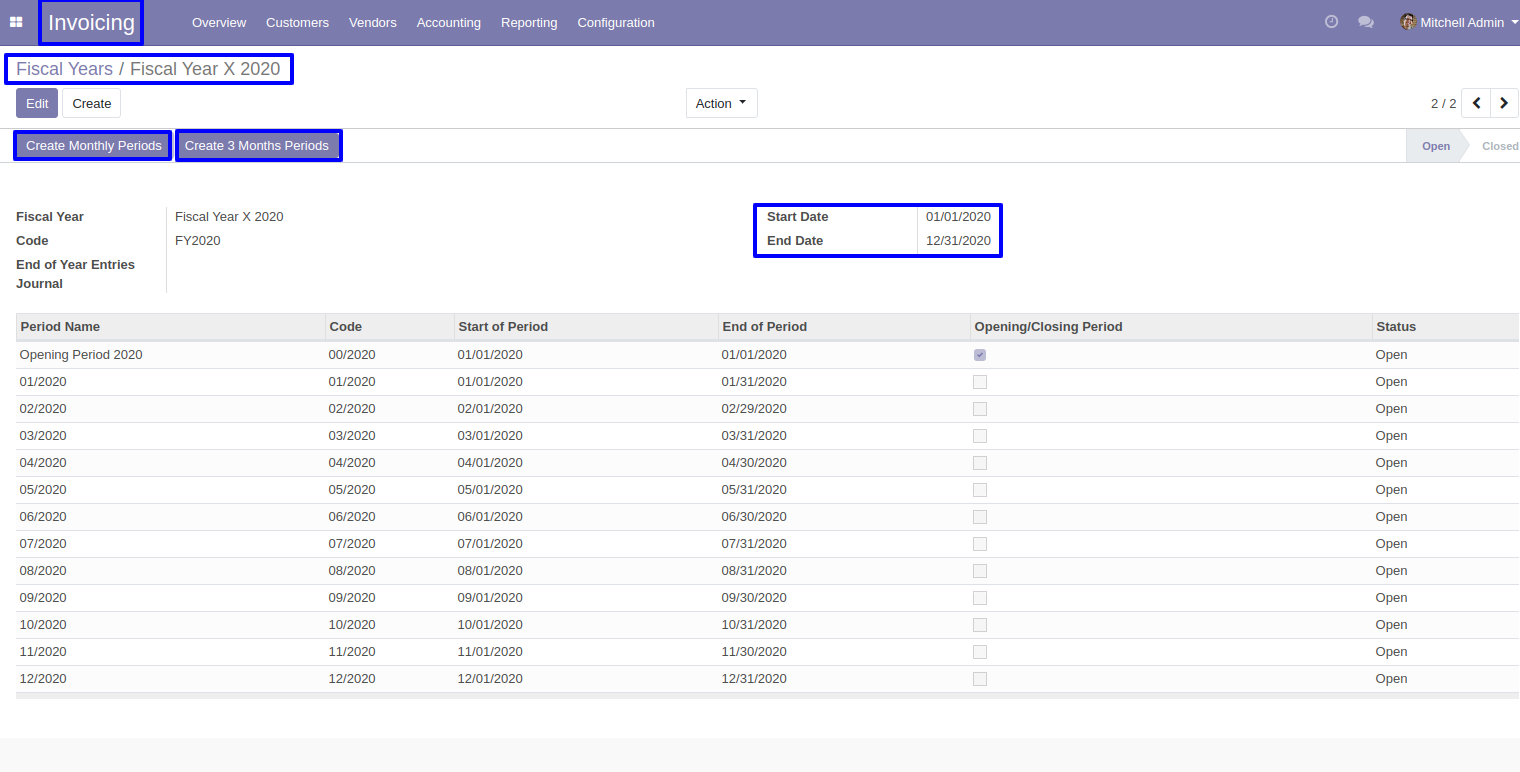 Invoicing Overview Customers Vendors Accounting Reporting Configuration Mitchell Admin
Fiscal Years / Fiscal Year X 2020
Edit Create Action 2 / 2
Create Monthly Periods Create 3 Months Periods Open Closed
Fiscal Year Fiscal Year X 2020 Start Date 01/01/2020
Code FY2020 End Date 12/31/2020
End of Year Entries
Journal
Period Name Code Start of Period End of Period Opening/Closing Period Status
Opening Period 2020 00/2020 01/01/2020 01/01/2020 Open
01/2020 01/2020 01/01/2020 01/31/2020 Open
02/2020 02/2020 02/01/2020 02/29/2020 Open
03/2020 03/2020 03/01/2020 03/31/2020 Open
04/2020 04/2020 04/01/2020 04/30/2020 Open
05/2020 05/2020 05/01/2020 05/31/2020 Open
06/2020 06/2020 06/01/2020 06/30/2020 Open
07/2020 07/2020 07/01/2020 07/31/2020 Open
08/2020 08/2020 08/01/2020 08/31/2020 Open
09/2020 09/2020 09/01/2020 09/30/2020 Open
10/2020 10/2020 10/01/2020 10/31/2020 Open
11/2020 11/2020 11/01/2020 11/30/2020 Open
12/2020 12/2020 12/01/2020 12/31/2020 Open